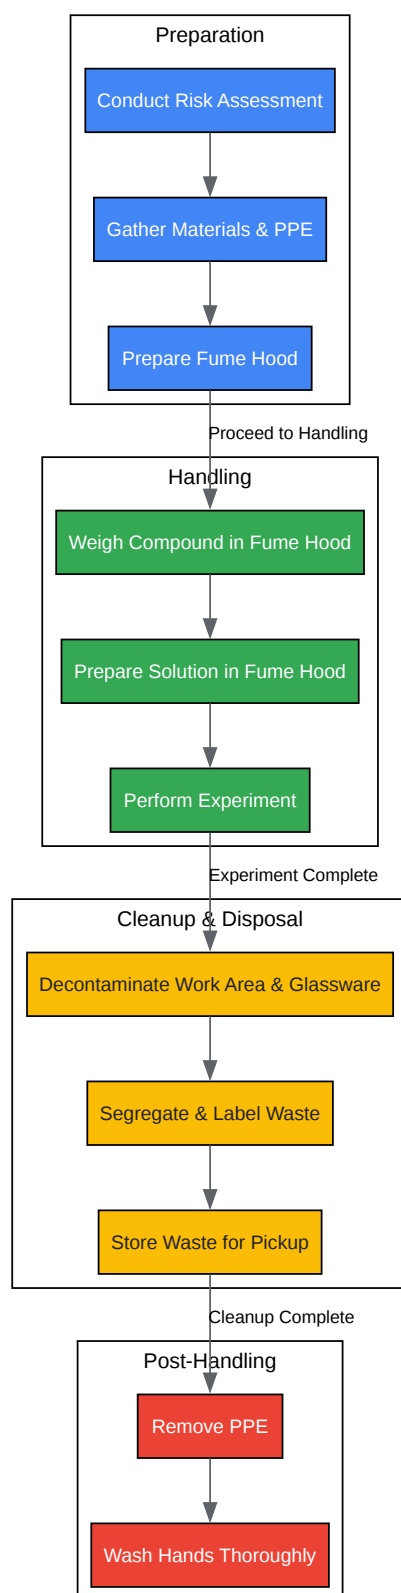 Preparation
Conduct Risk Assessment
Gather Materials & PPE
Prepare Fume Hood
Proceed to Handling
Handling
Weigh Compound in Fume Hood
Prepare Solution in Fume Hood
Perform Experiment
Experiment Complete
Cleanup & Disposal
Decontaminate Work Area & Glassware
Segregate & Label Waste
Store Waste for Pickup
Cleanup Complete
Post-Handling
Remove PPE
Wash Hands Thoroughly